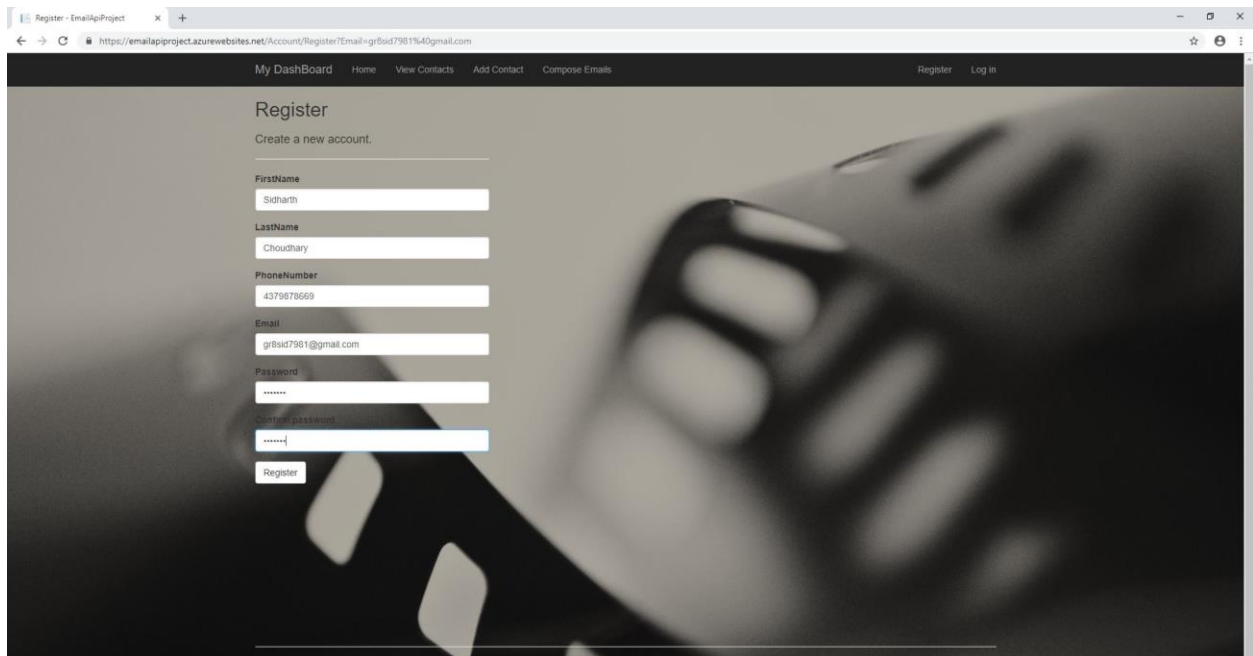 Register - EmailApiProject
https://emailapiproject.azurewebsites.net/Account/Register?Email=gr8sid7981%40gmail.com
My DashBoard Home View Contacts Add Contact Compose Emails Register Log in
Register
Create a new account.
FirstName
Sidharth
LastName
Choudhary
PhoneNumber
4379878669
Email
gr8sid7981@gmail.com
Password
•••••••
Confirm password
•••••••
Register